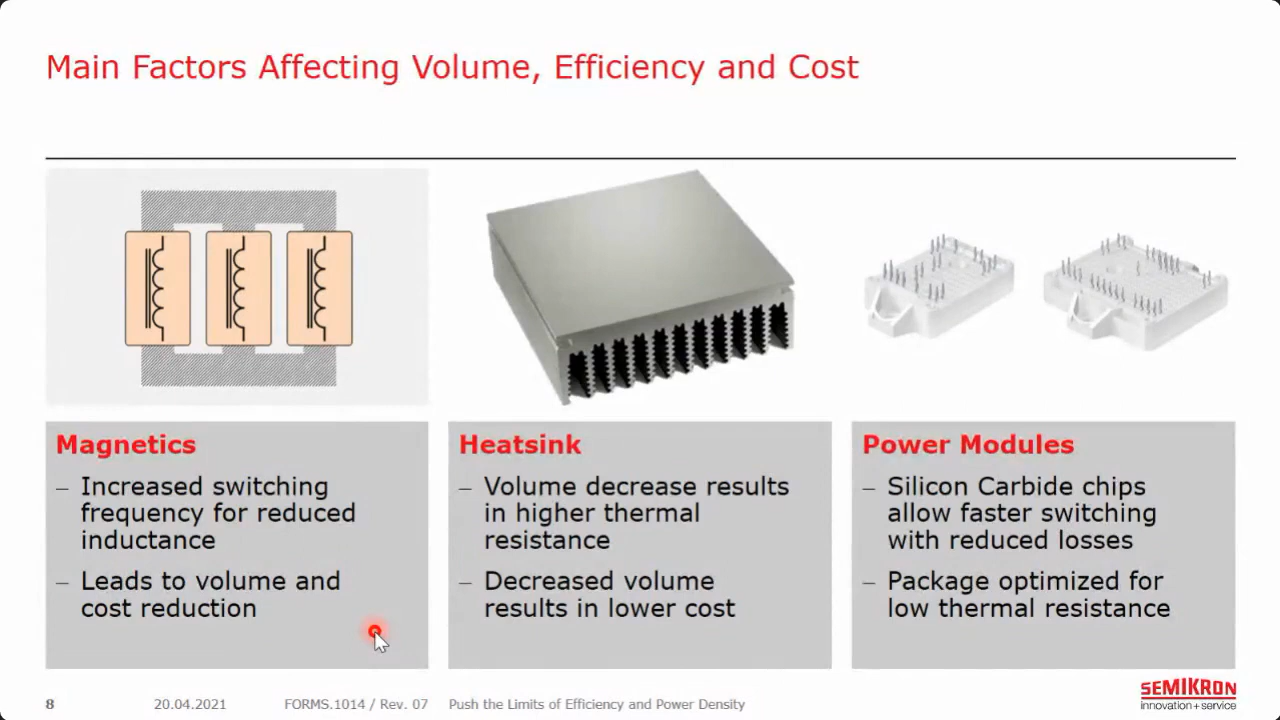 Main Factors Affecting Volume, Efficiency and Cost
Magnetics
– Increased switching
frequency for reduced
inductance
– Leads to volume and
cost reduction
Heatsink
– Volume decrease results
in higher thermal
resistance
– Decreased volume
results in lower cost
Power Modules
– Silicon Carbide chips
allow faster switching
with reduced losses
– Package optimized for
low thermal resistance
8
20.04.2021
FORMS.1014 / Rev. 07
Push the Limits of Efficiency and Power Density
SEMIKRON
innovation+service